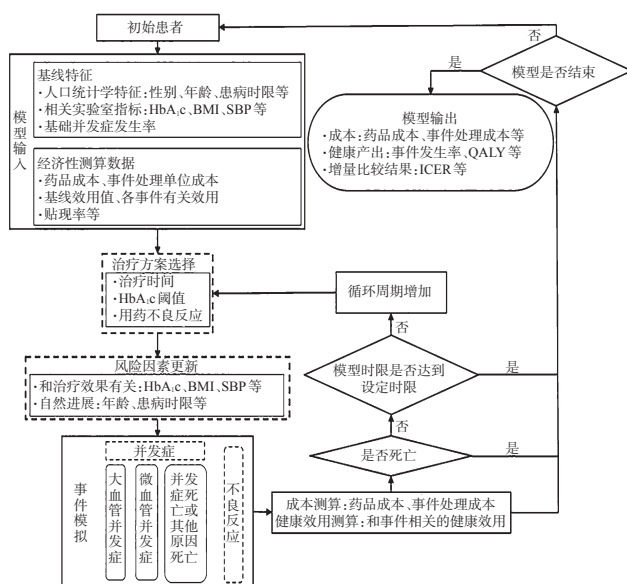 初始患者
否
模型是否结束
是
模型输入
基线特征
·人口统计学特征:性别、年龄、患病时限等
·相关实验室指标:HbA₁c、BMI、SBP等
·基础并发症发生率
经济性测算数据
·药品成本、事件处理单位成本
·基线效用值、各事件有关效用
·贴现率等
模型输出
·成本:药品成本、事件处理成本等
·健康产出:事件发生率、QALY等
·增量比较结果:ICER等
治疗方案选择
·治疗时间
·HbA₁c阈值
·用药不良反应
循环周期增加
否
风险因素更新
·和治疗效果有关:HbA₁c、BMI、SBP等
·自然进展:年龄、患病时限等
模型时限是否达到
设定时限
是
否
是否死亡
是
事件模拟
并发症
大血管并发症
微血管并发症
并发症死亡或其他原因死亡
不良反应
成本测算:药品成本、事件处理成本
健康效用测算:和事件相关的健康效用